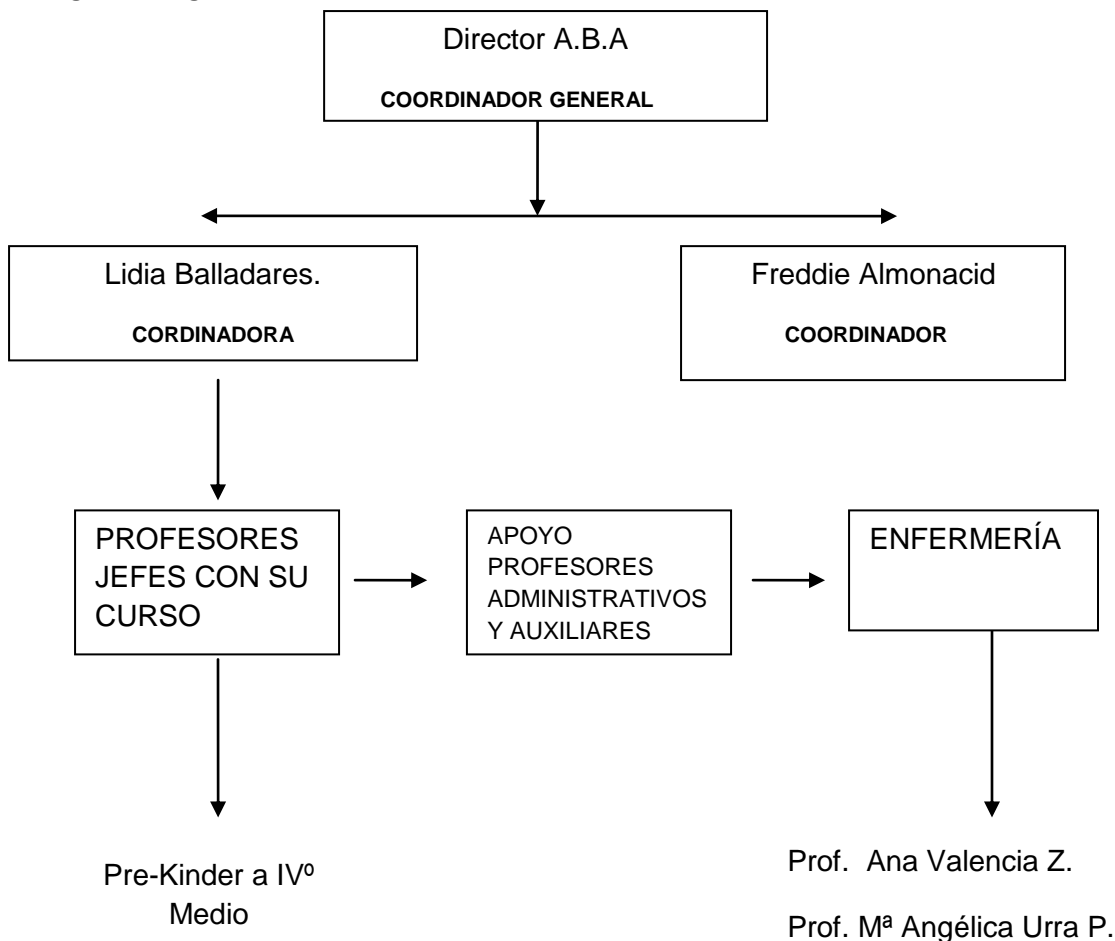 Director A.B.A
COORDINADOR GENERAL
Lidia Balladares.
CORDINADORA
Freddie Almonacid
COORDINADOR
PROFESORES
JEFES CON SU
CURSO
APOYO
PROFESORES
ADMINISTRATIVOS
Y AUXILIARES
ENFERMERÍA
Pre-Kinder a IVº
Medio
Prof. Ana Valencia Z.
Prof. Mª Angélica Urra P.